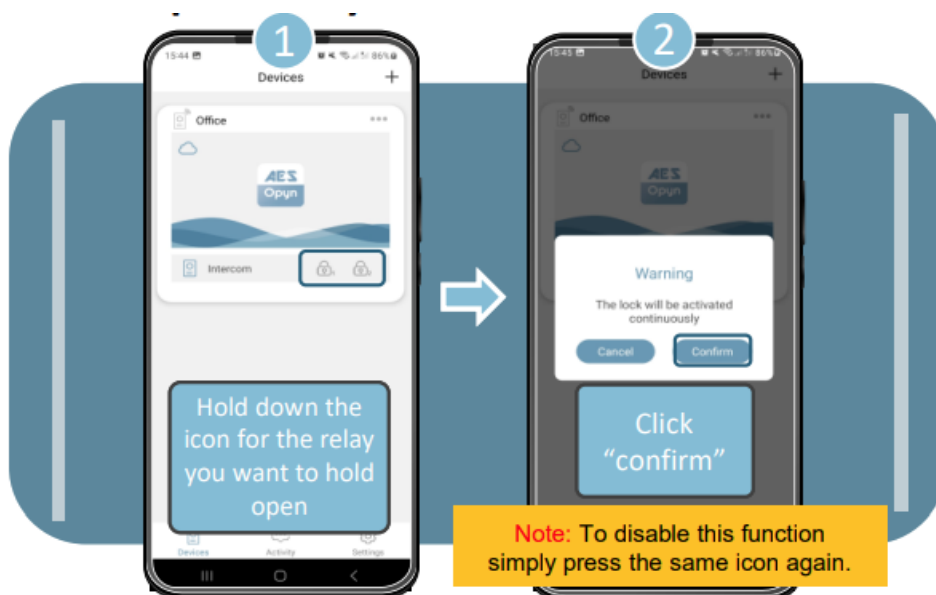 1
15:44
86%
Devices
+
Office
AES
Opyn
Intercom
Hold down the
icon for the relay
you want to hold
open
Devices
Activity
Settings
2
15:45
86%
Devices
+
Office
AES
Opyn
Warning
The lock will be activated
continuously
Cancel
Confirm
Click
“confirm”
Note: To disable this function
simply press the same icon again.